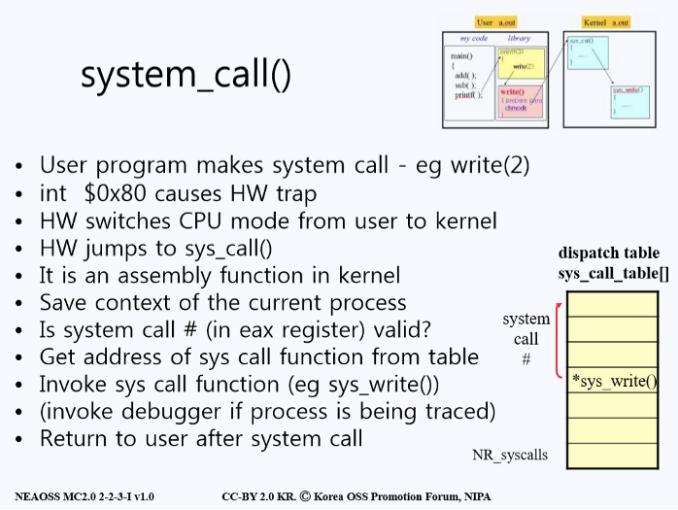 User a.out
Kernel a.out
my code library
main()
{
add( );
sub( );
printf( );
write(2)
write()
{ prepare
chmodk
}
sys_call()
{
}
sys_write()
{
}
system_call()
• User program makes system call - eg write(2)
• int $0x80 causes HW trap
• HW switches CPU mode from user to kernel
• HW jumps to sys_call()
• It is an assembly function in kernel
• Save context of the current process
• Is system call # (in eax register) valid?
• Get address of sys call function from table
• Invoke sys call function (eg sys_write())
• (invoke debugger if process is being traced)
• Return to user after system call
dispatch table
sys_call_table[]
system
call
#
*sys_write()
NR_syscalls
NEAOSS MC2.0 2-2-3-I v1.0
CC-BY 2.0 KR. Ⓒ Korea OSS Promotion Forum, NIPA